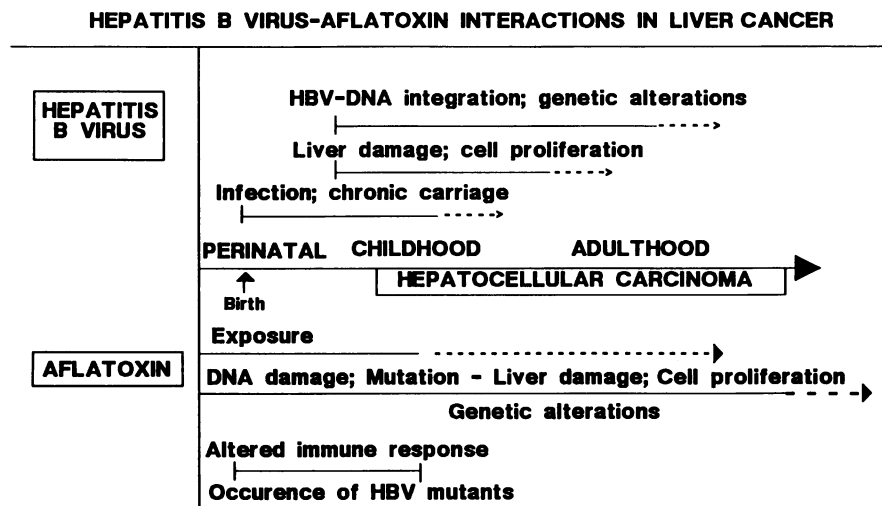 HEPATITIS B VIRUS-AFLATOXIN INTERACTIONS IN LIVER CANCER
HEPATITIS
B VIRUS
HBV-DNA integration; genetic alterations
Liver damage; cell proliferation
Infection; chronic carriage
PERINATAL CHILDHOOD ADULTHOOD
HEPATOCELLULAR CARCINOMA
Birth
Exposure
AFLATOXIN
DNA damage; Mutation - Liver damage; Cell proliferation
Genetic alterations
Altered immune response
Occurence of HBV mutants